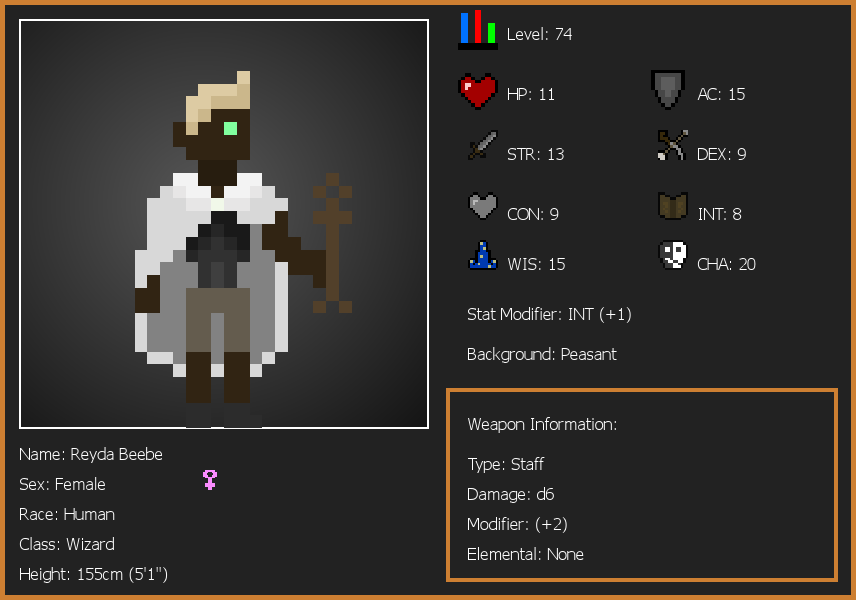 Level: 74
HP: 11
AC: 15
STR: 13
DEX: 9
CON: 9
INT: 8
WIS: 15
CHA: 20
Stat Modifier: INT (+1)
Background: Peasant
Weapon Information:
Type: Staff
Damage: d6
Modifier: (+2)
Elemental: None
Name: Reyda Beebe
Sex: Female
Race: Human
Class: Wizard
Height: 155cm (5'1")